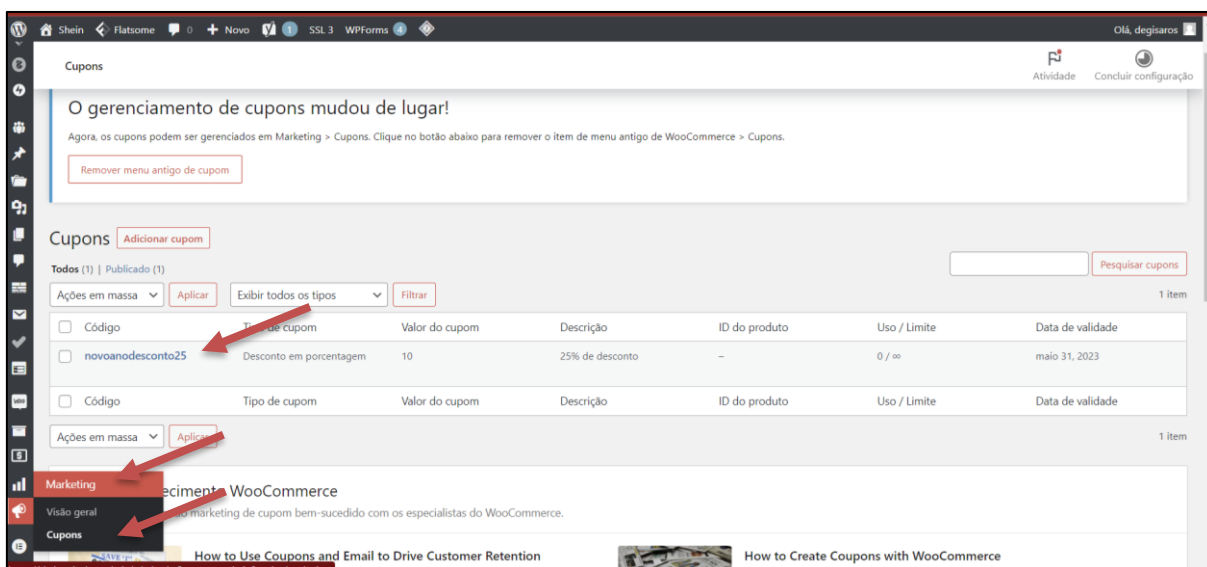 Shein Flatsome 0 Novo 1 SSL 3 WPForms 4 Olá, degisaros
Cupons Atividade Concluir configuração
O gerenciamento de cupons mudou de lugar!
Agora, os cupons podem ser gerenciados em Marketing > Cupons. Clique no botão abaixo para remover o item de menu antigo de WooCommerce > Cupons.
Remover menu antigo de cupom
Cupons Adicionar cupom
Todos (1) | Publicado (1) Pesquisar cupons
Ações em massa Aplicar Exibir todos os tipos Filtrar 1 item
Código Tipo de cupom Valor do cupom Descrição ID do produto Uso / Limite Data de validade
novoanodesconto25 Desconto em porcentagem 10 25% de desconto – 0 / ∞ maio 31, 2023
Código Tipo de cupom Valor do cupom Descrição ID do produto Uso / Limite Data de validade
Ações em massa Aplicar 1 item
Marketing
WooCommerce
Visão geral
marketing de cupom bem-sucedido com os especialistas do WooCommerce.
Cupons
How to Use Coupons and Email to Drive Customer Retention How to Create Coupons with WooCommerce